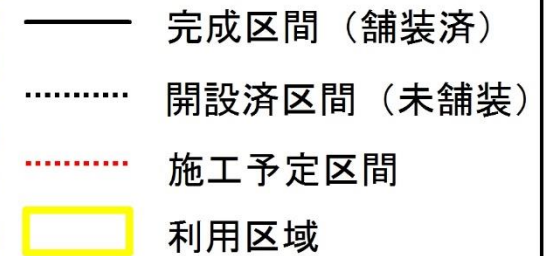 完成区間（舗装済）
開設済区間（未舗装）
施工予定区間
利用区域